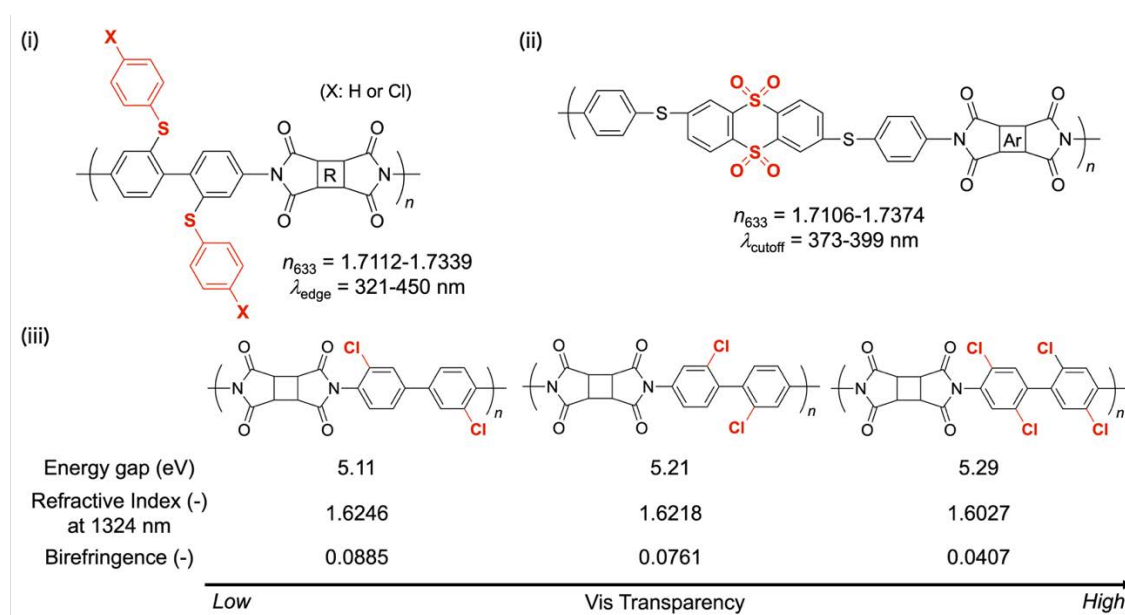 (i)
X
S
(X: H or Cl)
O O
N R N
n
O O
S
X
n633 = 1.7112-1.7339
λedge = 321-450 nm
(ii)
O O
S
S
S
S
O O
O O
N Ar N
n
O O
n633 = 1.7106-1.7374
λcutoff = 373-399 nm
(iii)
O O
Cl
N N
n
O O
Cl
O O
Cl
N N
n
O O
Cl
O O
Cl Cl
N N
n
O O
Cl Cl
Energy gap (eV) 5.11 5.21 5.29
Refractive Index (-)
at 1324 nm 1.6246 1.6218 1.6027
Birefringence (-) 0.0885 0.0761 0.0407
Low Vis Transparency High